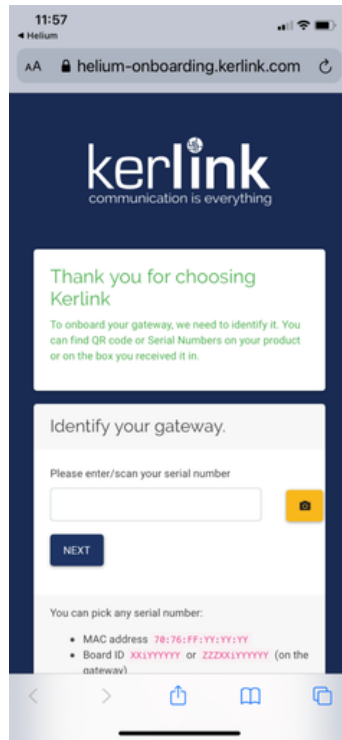 11:57
◀ Helium
AA helium-onboarding.kerlink.com
kerlink
communication is everything
Thank you for choosing
Kerlink
To onboard your gateway, we need to identify it. You
can find QR code or Serial Numbers on your product
or on the box you received it in.
Identify your gateway.
Please enter/scan your serial number
NEXT
You can pick any serial number:
• MAC address 70:76:FF:YY:YY:YY
• Board ID XXiYYYYYY or ZZZXXiYYYYYY (on the
gateway)